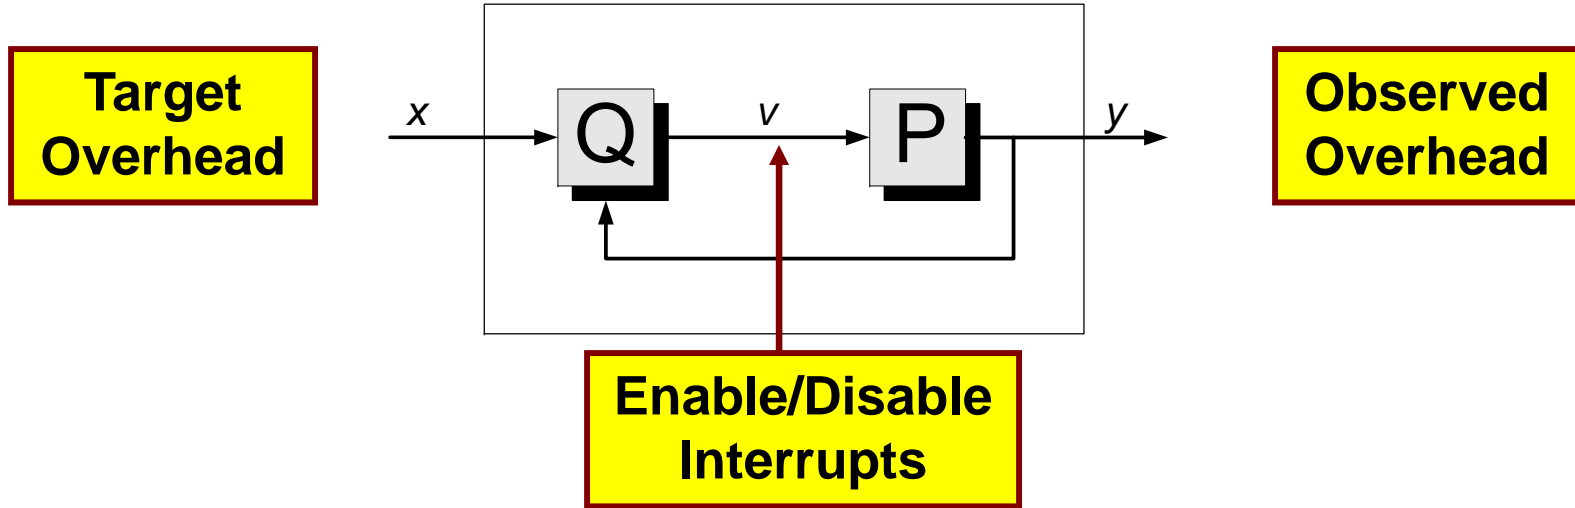 Target
Overhead
x
Q
v
P
y
Observed
Overhead
Enable/Disable
Interrupts